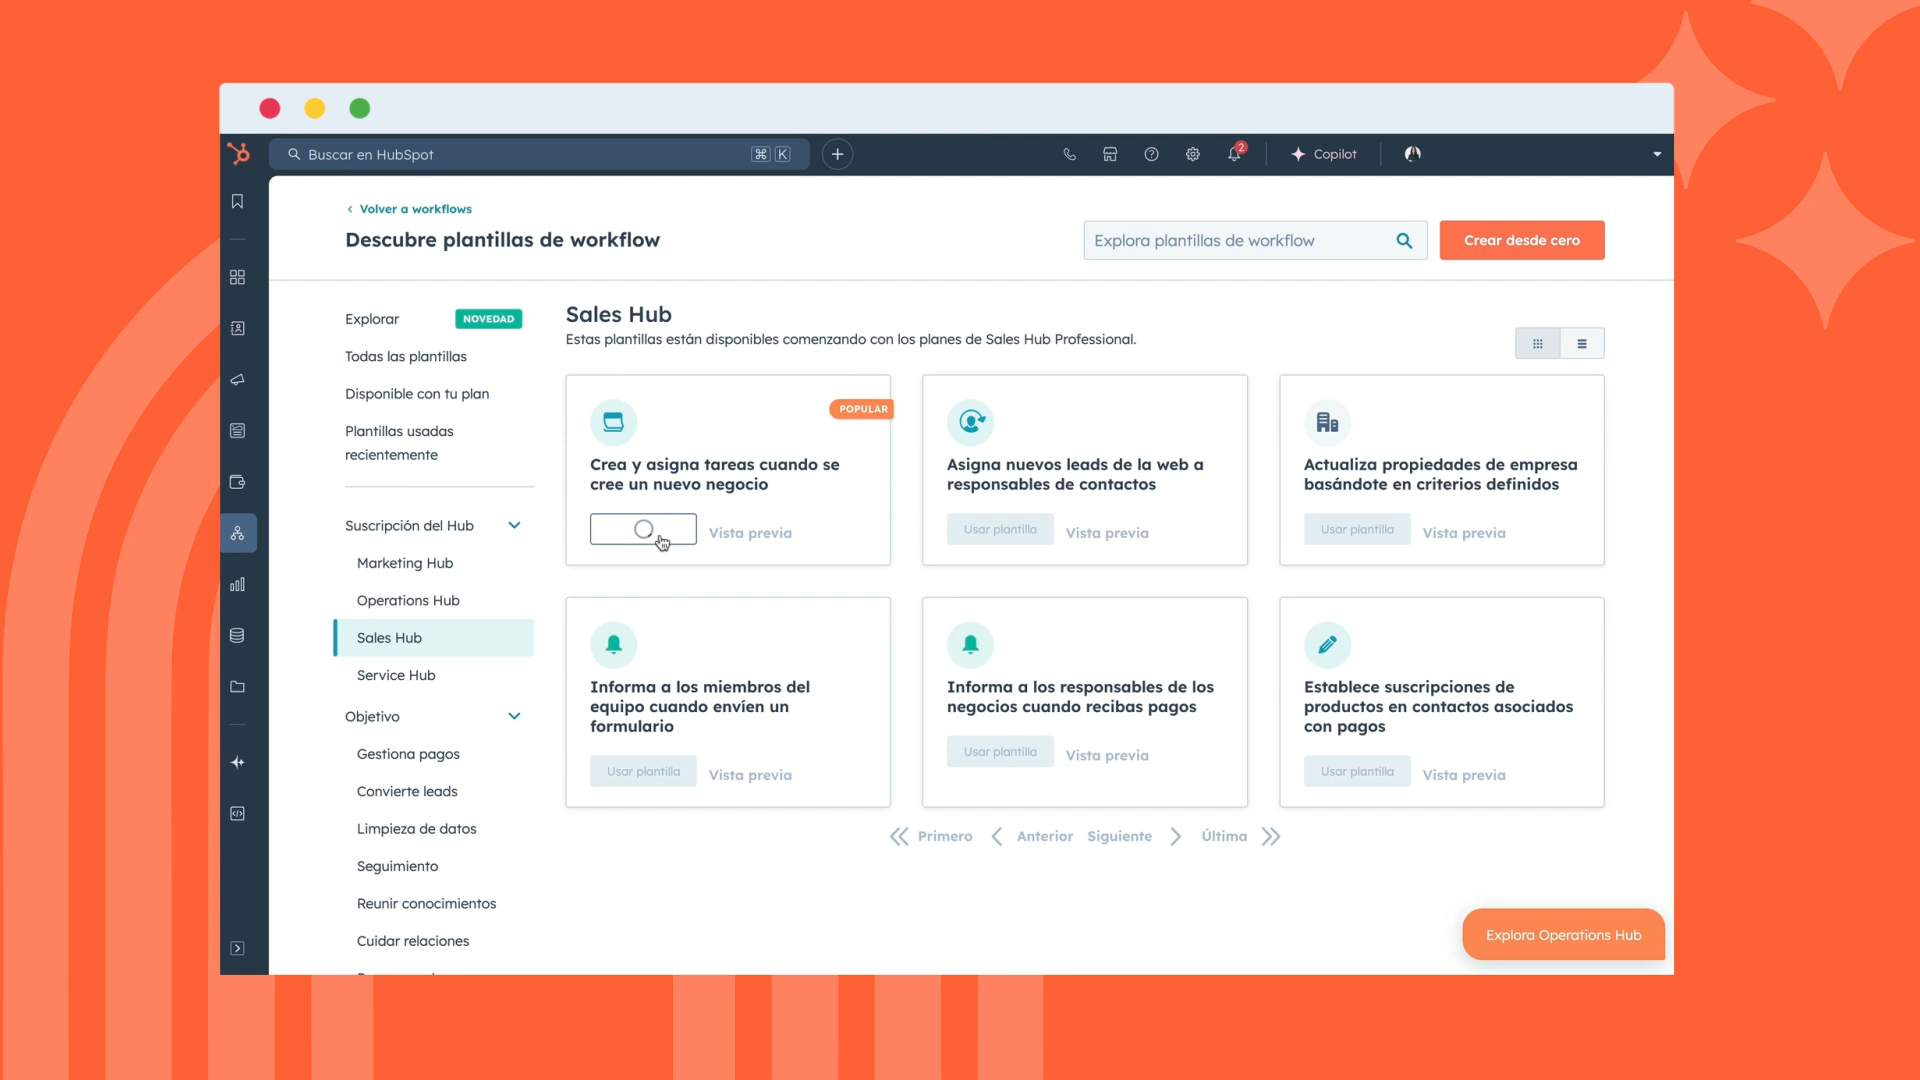 Buscar en HubSpot
⌘ K
2
Copilot
Volver a workflows
Descubre plantillas de workflow
Explora plantillas de workflow
Crear desde cero
Explorar
NOVEDAD
Todas las plantillas
Disponible con tu plan
Plantillas usadas
recientemente
Suscripción del Hub
Marketing Hub
Operations Hub
Sales Hub
Service Hub
Objetivo
Gestiona pagos
Convierte leads
Limpieza de datos
Seguimiento
Reunir conocimientos
Cuidar relaciones
Sales Hub
Estas plantillas están disponibles comenzando con los planes de Sales Hub Professional.
POPULAR
Crea y asigna tareas cuando se
cree un nuevo negocio
Vista previa
Asigna nuevos leads de la web a
responsables de contactos
Usar plantilla
Vista previa
Actualiza propiedades de empresa
basándote en criterios definidos
Usar plantilla
Vista previa
Informa a los miembros del
equipo cuando envíen un
formulario
Usar plantilla
Vista previa
Informa a los responsables de los
negocios cuando recibas pagos
Usar plantilla
Vista previa
Establece suscripciones de
productos en contactos asociados
con pagos
Usar plantilla
Vista previa
Primero
Anterior
Siguiente
Última
Explora Operations Hub